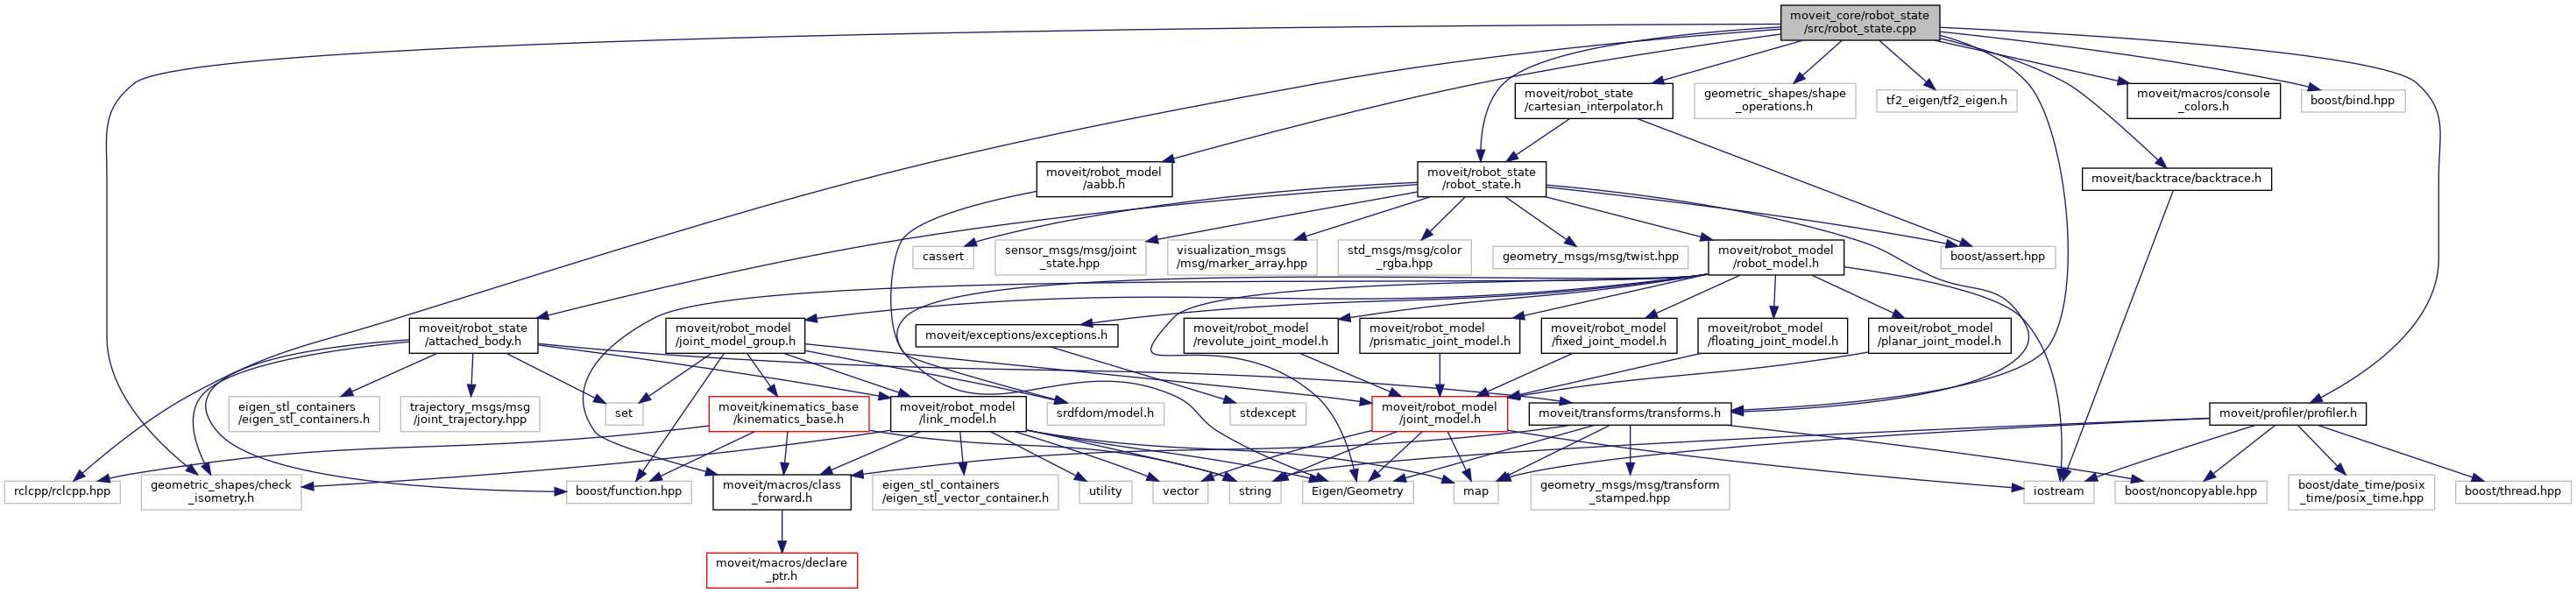 moveit_core/robot_state
/src/robot_state.cpp
moveit/robot_state
/cartesian_interpolator.h
geometric_shapes/shape
_operations.h
tf2_eigen/tf2_eigen.h
moveit/macros/console
_colors.h
boost/bind.hpp
moveit/robot_model
/aabb.h
moveit/robot_state
/robot_state.h
moveit/backtrace/backtrace.h
cassert
sensor_msgs/msg/joint
_state.hpp
visualization_msgs
/msg/marker_array.hpp
std_msgs/msg/color
_rgba.hpp
geometry_msgs/msg/twist.hpp
moveit/robot_model
/robot_model.h
boost/assert.hpp
moveit/robot_state
/attached_body.h
moveit/robot_model
/joint_model_group.h
moveit/exceptions/exceptions.h
moveit/robot_model
/revolute_joint_model.h
moveit/robot_model
/prismatic_joint_model.h
moveit/robot_model
/fixed_joint_model.h
moveit/robot_model
/floating_joint_model.h
moveit/robot_model
/planar_joint_model.h
eigen_stl_containers
/eigen_stl_containers.h
trajectory_msgs/msg
/joint_trajectory.hpp
set
moveit/kinematics_base
/kinematics_base.h
moveit/robot_model
/link_model.h
srdfdom/model.h
stdexcept
moveit/robot_model
/joint_model.h
moveit/transforms/transforms.h
moveit/profiler/profiler.h
rclcpp/rclcpp.hpp
geometric_shapes/check
_isometry.h
boost/function.hpp
moveit/macros/class
_forward.h
eigen_stl_containers
/eigen_stl_vector_container.h
utility
vector
string
Eigen/Geometry
map
geometry_msgs/msg/transform
_stamped.hpp
iostream
boost/noncopyable.hpp
boost/date_time/posix
_time/posix_time.hpp
boost/thread.hpp
moveit/macros/declare
_ptr.h